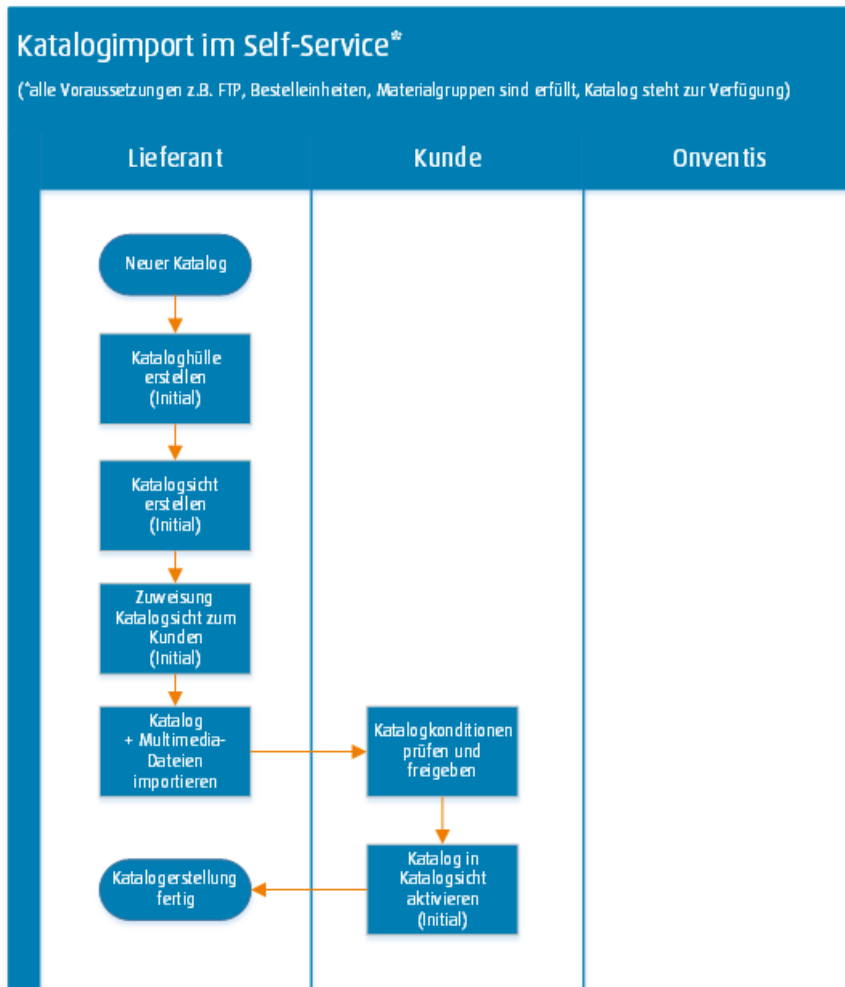 Katalogimport im Self-Service*
(*alle Voraussetzungen z.B. FTP, Bestelleinheiten, Materialgruppen sind erfüllt, Katalog steht zur Verfügung)
Lieferant
Kunde
Onventis
Neuer Katalog
Kataloghülle
erstellen
(Initial)
Katalogsicht
erstellen
(Initial)
Zuweisung
Katalogsicht zum
Kunden
(Initial)
Katalog
+ Multimedia-
Dateien
importieren
Katalogkonditionen
prüfen und
freigeben
Katalog in
Katalogsicht
aktivieren
(Initial)
Katalogerstellung
fertig